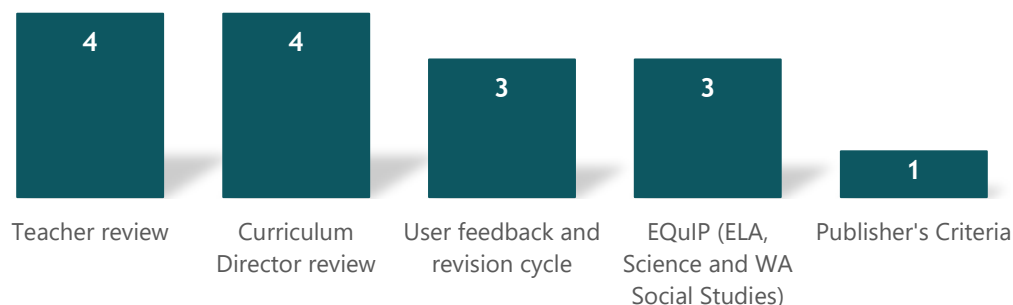 4
4
3
3
1
Teacher review
Curriculum
Director review
User feedback and
revision cycle
EQuIP (ELA,
Science and WA
Social Studies)
Publisher's Criteria